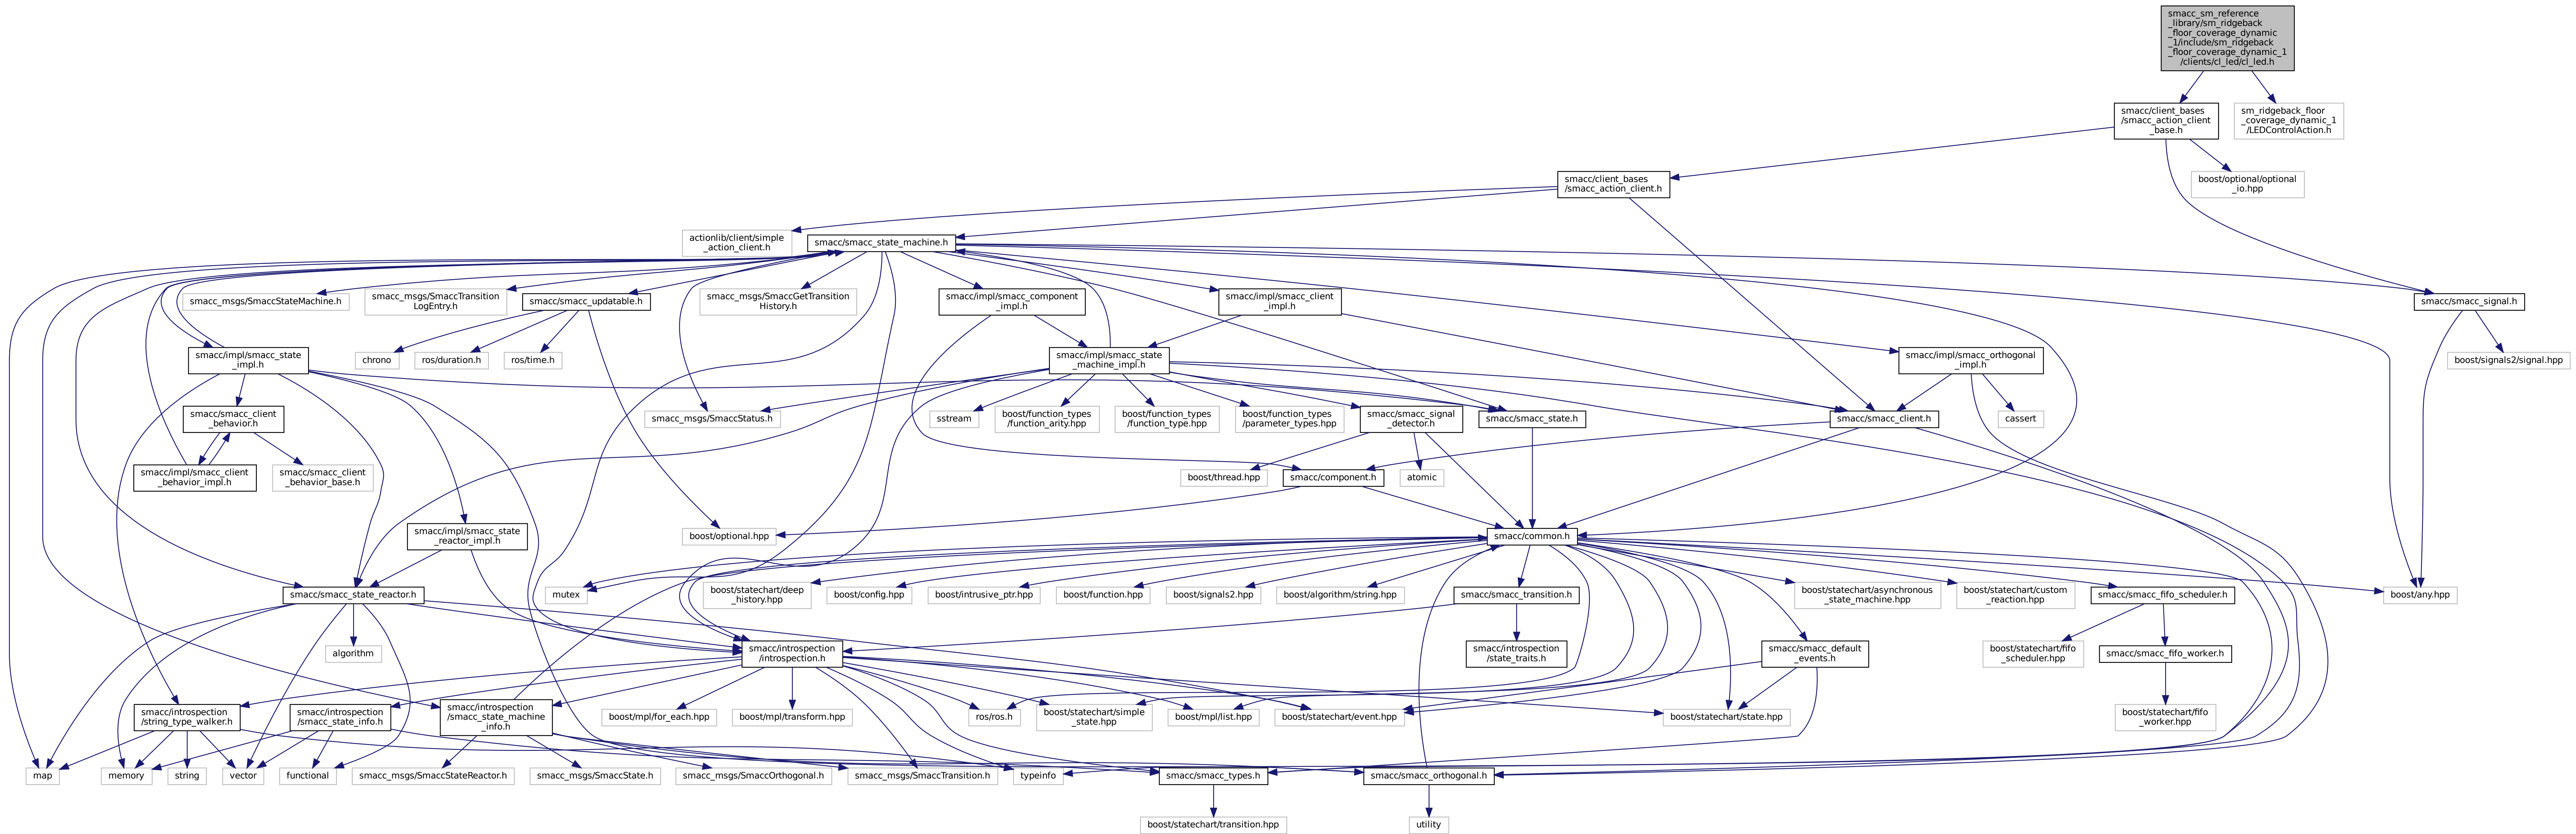 smacc_sm_reference
_library/sm_ridgeback
_floor_coverage_dynamic
_1/include/sm_ridgeback
_floor_coverage_dynamic_1
/clients/cl_led/cl_led.h
smacc/client_bases
/smacc_action_client
_base.h
sm_ridgeback_floor
_coverage_dynamic_1
/LEDControlAction.h
smacc/client_bases
/smacc_action_client.h
boost/optional/optional
_io.hpp
actionlib/client/simple
_action_client.h
smacc/smacc_state_machine.h
smacc_msgs/SmaccStateMachine.h
smacc_msgs/SmaccTransition
LogEntry.h
smacc/smacc_updatable.h
smacc_msgs/SmaccGetTransition
History.h
smacc/impl/smacc_component
_impl.h
smacc/impl/smacc_client
_impl.h
smacc/smacc_signal.h
smacc/impl/smacc_state
_impl.h
chrono
ros/duration.h
ros/time.h
smacc/impl/smacc_state
_machine_impl.h
smacc/impl/smacc_orthogonal
_impl.h
boost/signals2/signal.hpp
smacc/smacc_client
_behavior.h
smacc_msgs/SmaccStatus.h
sstream
boost/function_types
/function_arity.hpp
boost/function_types
/function_type.hpp
boost/function_types
/parameter_types.hpp
smacc/smacc_signal
_detector.h
smacc/smacc_state.h
smacc/smacc_client.h
cassert
smacc/impl/smacc_client
_behavior_impl.h
smacc/smacc_client
_behavior_base.h
boost/thread.hpp
smacc/component.h
atomic
smacc/impl/smacc_state
_reactor_impl.h
boost/optional.hpp
smacc/common.h
smacc/smacc_state_reactor.h
mutex
boost/statechart/deep
_history.hpp
boost/config.hpp
boost/intrusive_ptr.hpp
boost/function.hpp
boost/signals2.hpp
boost/algorithm/string.hpp
smacc/smacc_transition.h
boost/statechart/asynchronous
_state_machine.hpp
boost/statechart/custom
_reaction.hpp
smacc/smacc_fifo_scheduler.h
boost/any.hpp
algorithm
smacc/introspection
/introspection.h
smacc/introspection
/state_traits.h
smacc/smacc_default
_events.h
boost/statechart/fifo
_scheduler.hpp
smacc/smacc_fifo_worker.h
smacc/introspection
/string_type_walker.h
smacc/introspection
/smacc_state_info.h
smacc/introspection
/smacc_state_machine
_info.h
boost/mpl/for_each.hpp
boost/mpl/transform.hpp
ros/ros.h
boost/statechart/simple
_state.hpp
boost/mpl/list.hpp
boost/statechart/event.hpp
boost/statechart/state.hpp
boost/statechart/fifo
_worker.hpp
map
memory
string
vector
functional
smacc_msgs/SmaccStateReactor.h
smacc_msgs/SmaccState.h
smacc_msgs/SmaccOrthogonal.h
smacc_msgs/SmaccTransition.h
typeinfo
smacc/smacc_types.h
smacc/smacc_orthogonal.h
boost/statechart/transition.hpp
utility